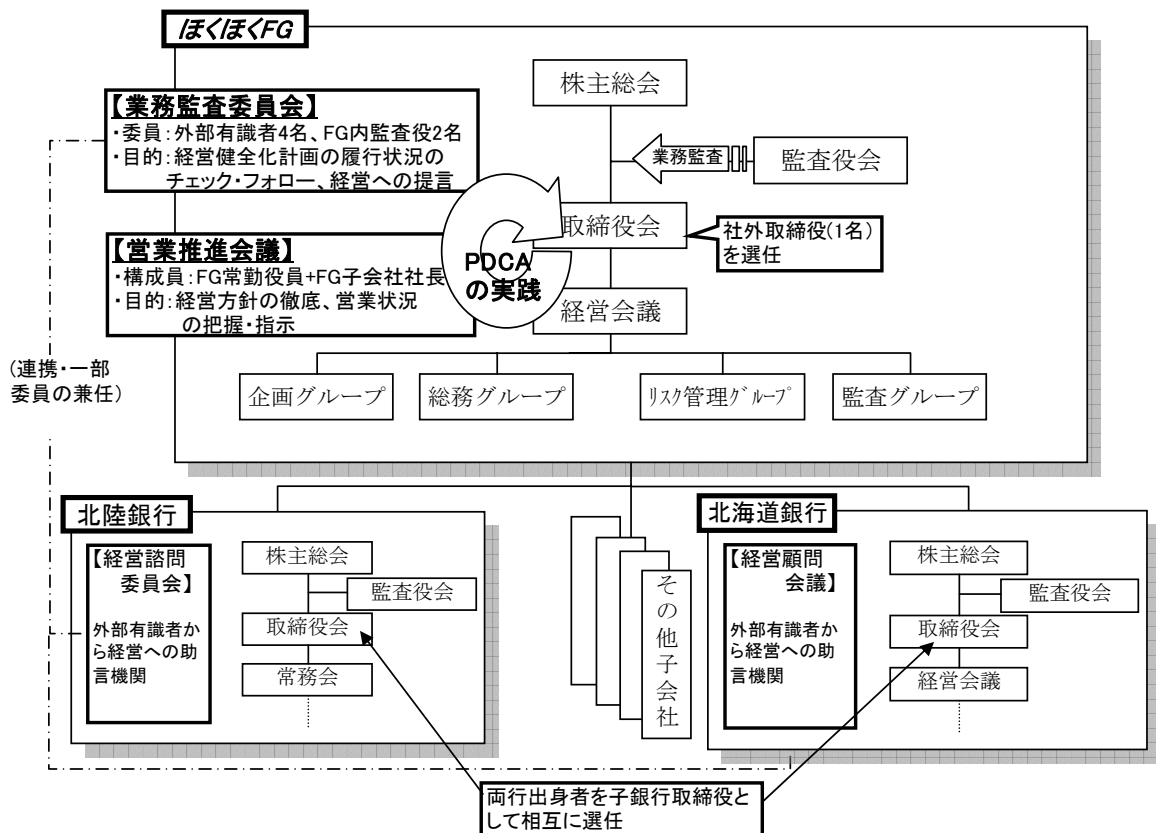 ほくほくFG
株主総会
【業務監査委員会】
・委員：外部有識者4名、FG内監査役2名
・目的：経営健全化計画の履行状況の
チェック・フォロー、経営への提言
業務監査
監査役会
取締役会
社外取締役(1名)
を選任
【営業推進会議】
・構成員：FG常勤役員+FG子会社社長
・目的：経営方針の徹底、営業状況
の把握・指示
PDCA
の実践
経営会議
(連携・一部
委員の兼任)
企画グループ
総務グループ
ﾘｽｸ管理ｸﾞﾙｰﾌﾟ
監査グループ
北陸銀行
【経営諮問
委員会】
外部有識者か
ら経営への助
言機関
株主総会
監査役会
取締役会
常務会
その他子会社
北海道銀行
【経営顧問
会議】
外部有識者か
ら経営への助
言機関
株主総会
監査役会
取締役会
経営会議
両行出身者を子銀行取締役と
して相互に選任